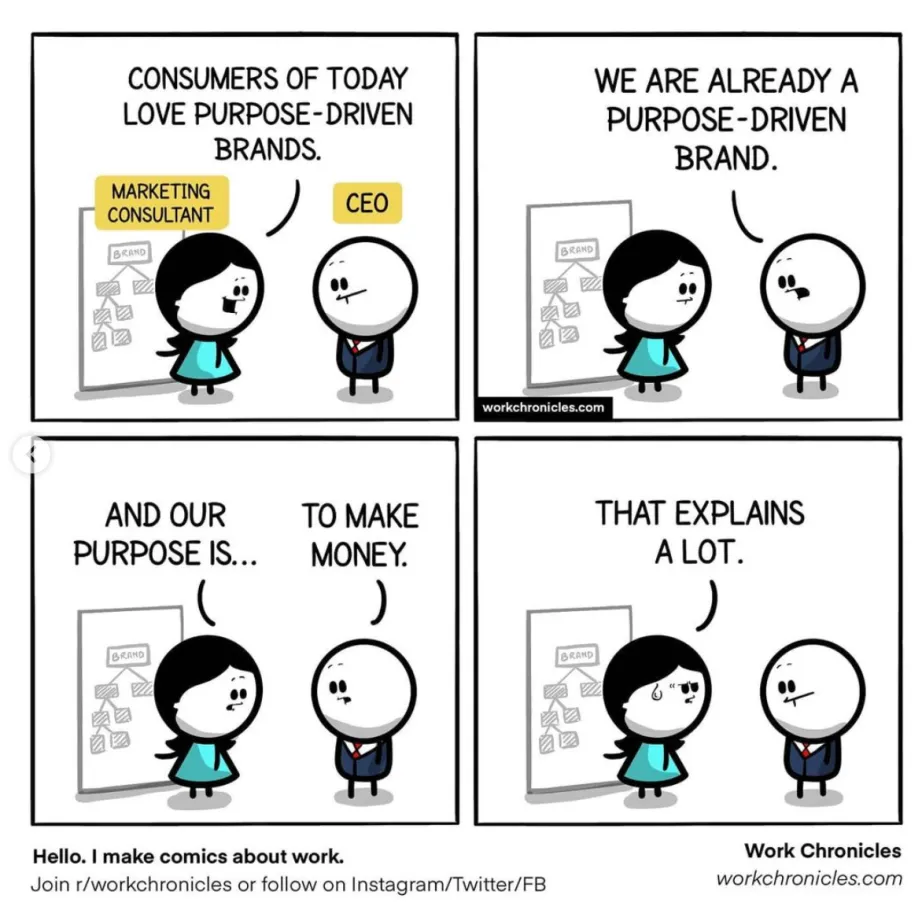 CONSUMERS OF TODAY
LOVE PURPOSE-DRIVEN
BRANDS.
MARKETING
CONSULTANT
CEO
BRAND
WE ARE ALREADY A
PURPOSE-DRIVEN
BRAND.
BRAND
workchronicles.com
AND OUR
PURPOSE IS...
TO MAKE
MONEY.
BRAND
THAT EXPLAINS
A LOT.
BRAND
Hello. I make comics about work.
Join r/workchronicles or follow on Instagram/Twitter/FB
Work Chronicles
workchronicles.com